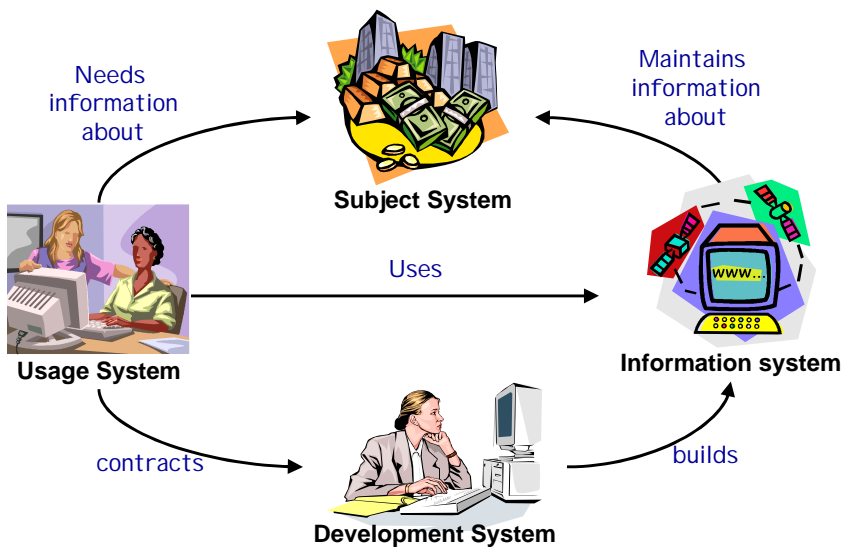 Needs
information
about
Maintains
information
about
Subject System
Uses
www...
Usage System
Information system
contracts
builds
Development System